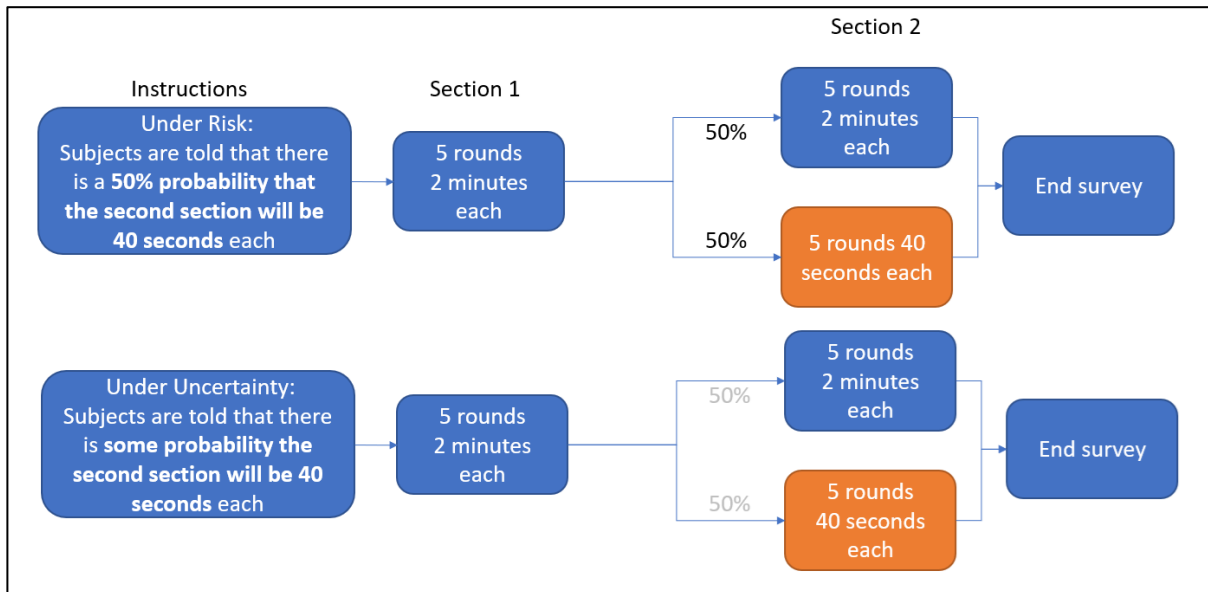 Section 2
Instructions
Section 1
Under Risk:
Subjects are told that there
is a 50% probability that
the second section will be
40 seconds each
5 rounds
2 minutes
each
50%
50%
5 rounds
2 minutes
each
5 rounds 40
seconds each
End survey
Under Uncertainty:
Subjects are told that there
is some probability the
second section will be 40
seconds each
5 rounds
2 minutes
each
50%
50%
5 rounds
2 minutes
each
5 rounds
40 seconds
each
End survey